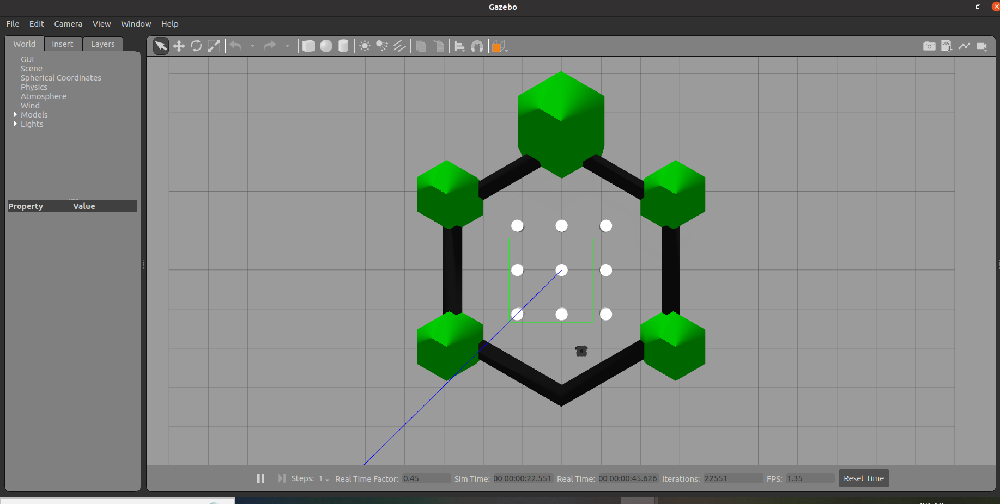 Gazebo
File Edit Camera View Window Help
World Insert Layers
GUI
Scene
Spherical Coordinates
Physics
Atmosphere
Wind
Models
Lights
Property Value
LOG
Steps: 1 Real Time Factor: 0.45 Sim Time: 00 00:00:22.551 Real Time: 00 00:00:45.626 Iterations: 22551 FPS: 1.35 Reset Time